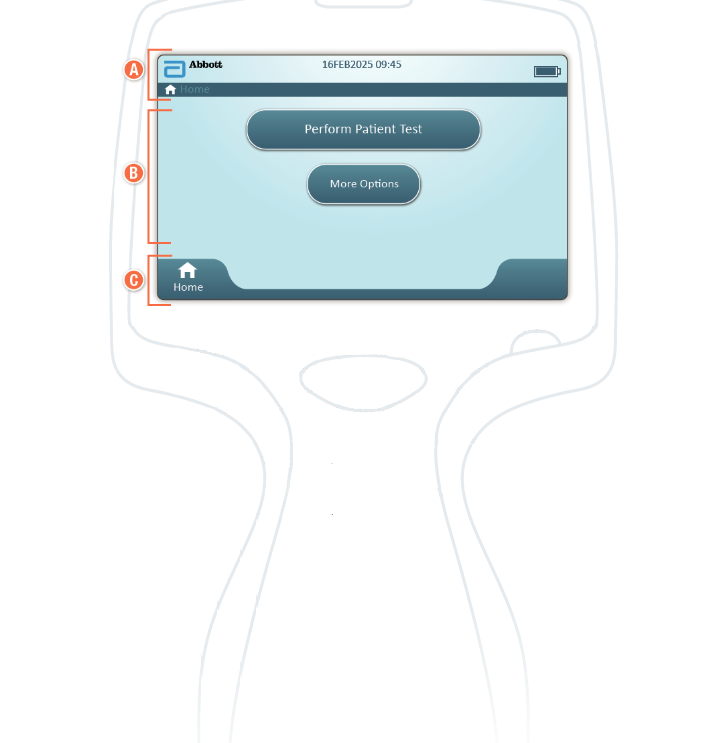 A
Abbott
16FEB2025 09:45
Home
B
Perform Patient Test
More Options
C
Home